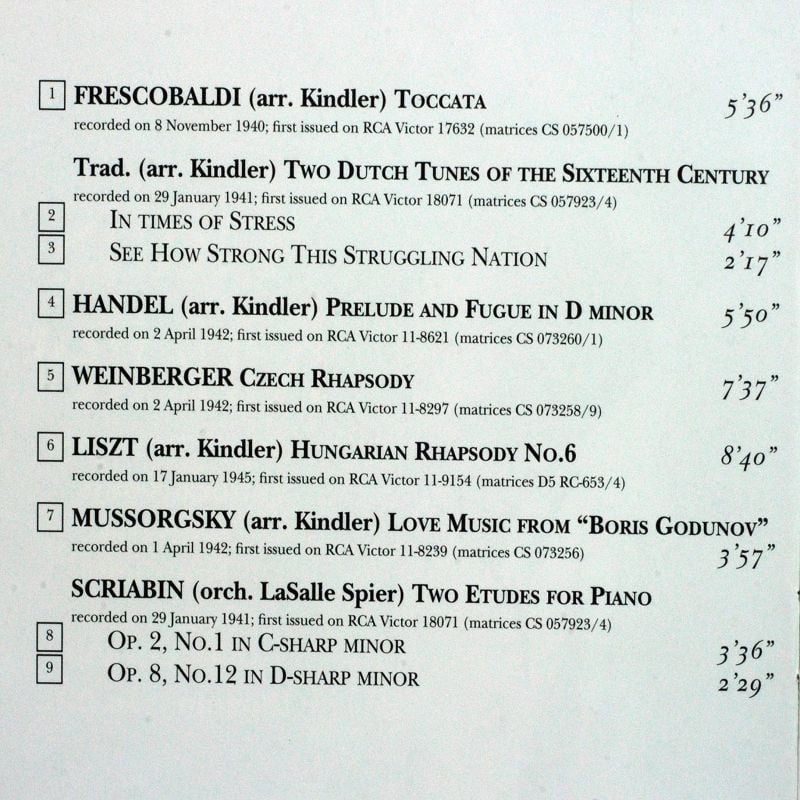 1 FRESCOBALDI (arr. Kindler) TOCCATA 5’36”
recorded on 8 November 1940; first issued on RCA Victor 17632 (matrices CS 057500/1)
Trad. (arr. Kindler) TWO DUTCH TUNES OF THE SIXTEENTH CENTURY
recorded on 29 January 1941; first issued on RCA Victor 18071 (matrices CS 057923/4)
2 IN TIMES OF STRESS 4’10”
3 SEE HOW STRONG THIS STRUGGLING NATION 2’17”
4 HANDEL (arr. Kindler) PRELUDE AND FUGUE IN D MINOR 5’50”
recorded on 2 April 1942; first issued on RCA Victor 11-8621 (matrices CS 073260/1)
5 WEINBERGER CZECH RHAPSODY 7’37”
recorded on 2 April 1942; first issued on RCA Victor 11-8297 (matrices CS 073258/9)
6 LISZT (arr. Kindler) HUNGARIAN RHAPSODY NO.6 8’40”
recorded on 17 January 1945; first issued on RCA Victor 11-9154 (matrices D5 RC-653/4)
7 MUSSORGSKY (arr. Kindler) LOVE MUSIC FROM “BORIS GODUNOV”
recorded on 1 April 1942; first issued on RCA Victor 11-8239 (matrices CS 073256) 3’57”
SCRIABIN (orch. LaSalle Spier) TWO ETUDES FOR PIANO
recorded on 29 January 1941; first issued on RCA Victor 18071 (matrices CS 057923/4)
8 OP. 2, NO.1 IN C-SHARP MINOR 3’36”
9 OP. 8, NO.12 IN D-SHARP MINOR 2’29”